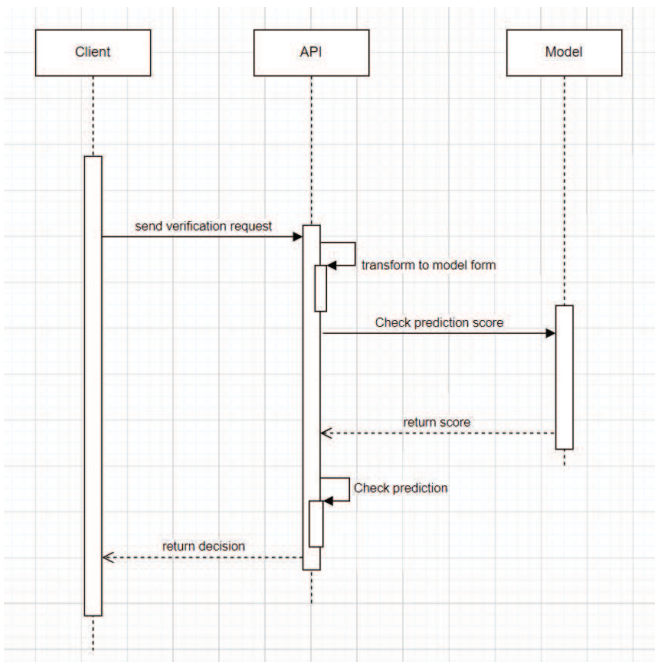 Client
API
Model
send verification request
transform to model form
Check prediction score
return score
Check prediction
return decision